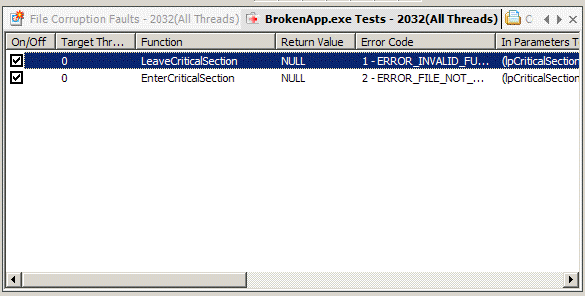 File Corruption Faults - 2032(All Threads) BrokenApp.exe Tests - 2032(All Threads) C
On/Off Target Thr... Function Return Value Error Code In Parameters T
0 LeaveCriticalSection NULL 1 - ERROR_INVALID_FU... (lpCriticalSection
0 EnterCriticalSection NULL 2 - ERROR_FILE_NOT_... (lpCriticalSection